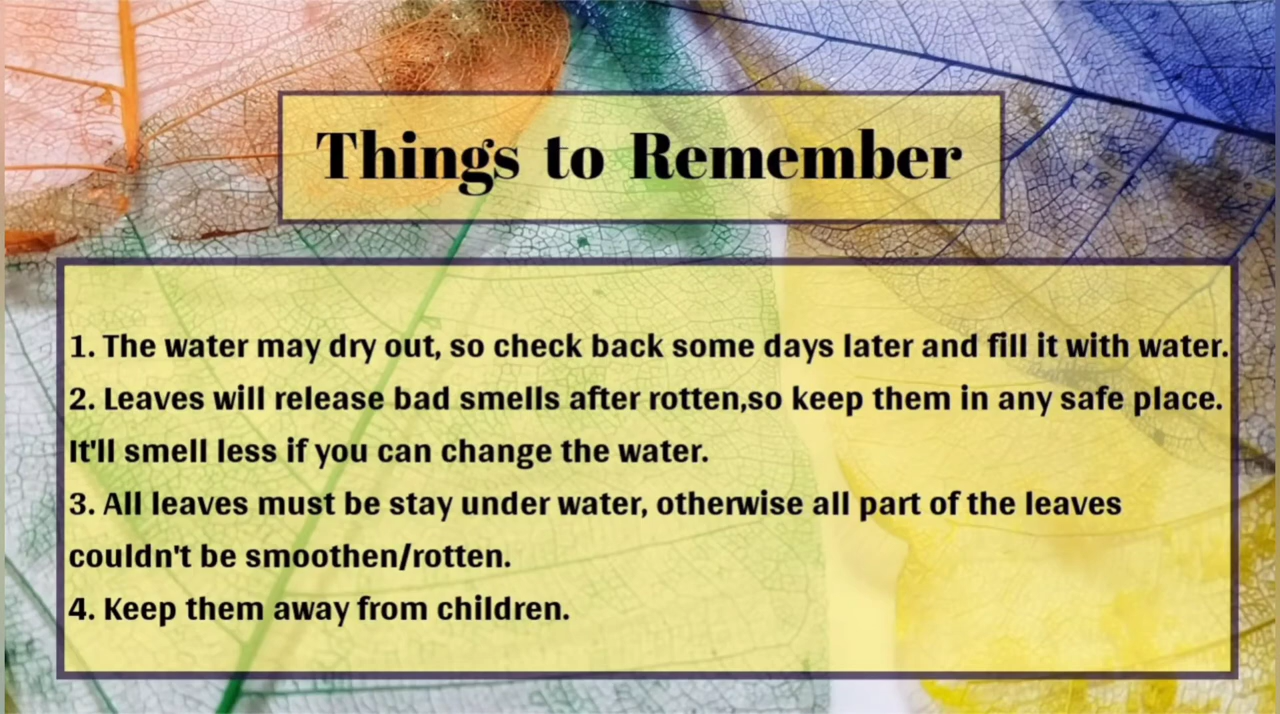 Things to Remember
1. The water may dry out, so check back some days later and fill it with water.
2. Leaves will release bad smells after rotten,so keep them in any safe place.
It'll smell less if you can change the water.
3. All leaves must be stay under water, otherwise all part of the leaves
couldn't be smoothen/rotten.
4. Keep them away from children.